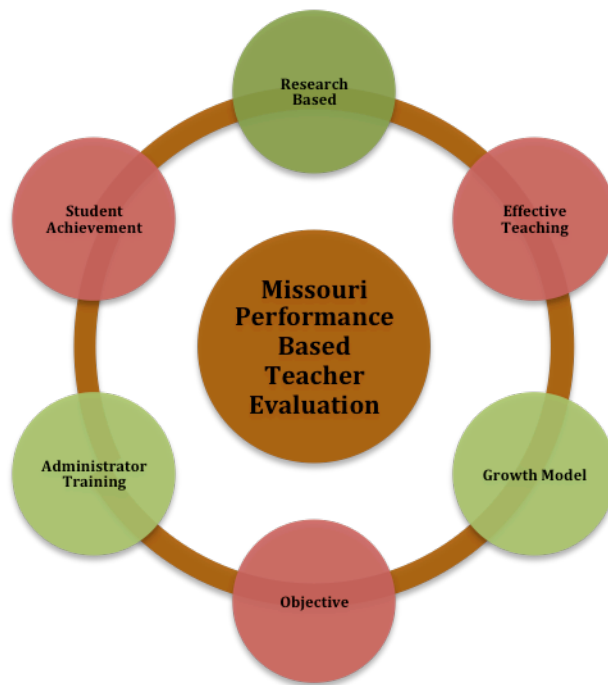 Research
Based
Student
Achievement
Effective
Teaching
Missouri
Performance
Based
Teacher
Evaluation
Administrator
Training
Growth Model
Objective